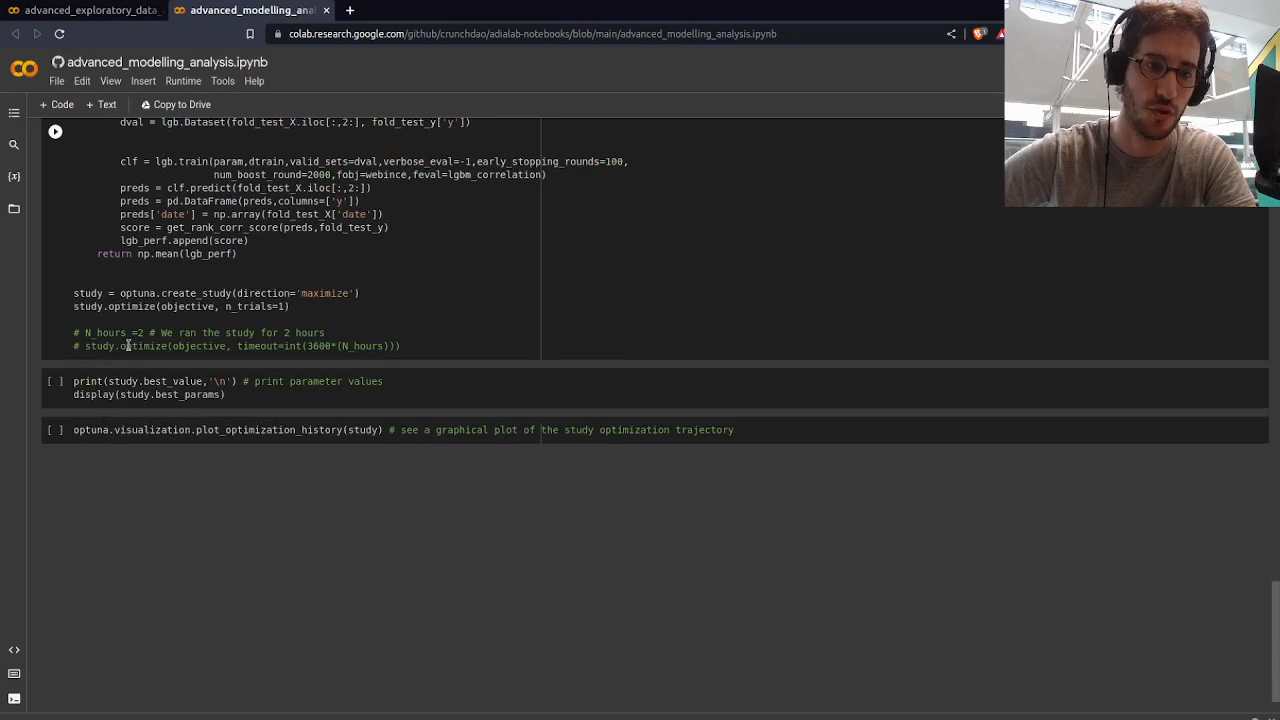 advanced_exploratory_data_
advanced_modelling_anal
colab.research.google.com/github/crunchdao/adialab-notebooks/blob/main/advanced_modelling_analysis.ipynb
advanced_modelling_analysis.ipynb
File Edit View Insert Runtime Tools Help
+ Code + Text Copy to Drive
dval = lgb.Dataset(fold_test_X.iloc[:,2:], fold_test_y['y'])
clf = lgb.train(param,dtrain,valid_sets=dval,verbose_eval=-1,early_stopping_rounds=100,
num_boost_round=2000,fobj=webince,feval=lgbm_correlation)
preds = clf.predict(fold_test_X.iloc[:,2:])
preds = pd.DataFrame(preds,columns=['y'])
preds['date'] = np.array(fold_test_X['date'])
score = get_rank_corr_score(preds,fold_test_y)
lgb_perf.append(score)
return np.mean(lgb_perf)
study = optuna.create_study(direction='maximize')
study.optimize(objective, n_trials=1)
# N_hours =2 # We ran the study for 2 hours
# study.optimize(objective, timeout=int(3600*(N_hours)))
[ ] print(study.best_value,'\n') # print parameter values
display(study.best_params)
[ ] optuna.visualization.plot_optimization_history(study) # see a graphical plot of the study optimization trajectory